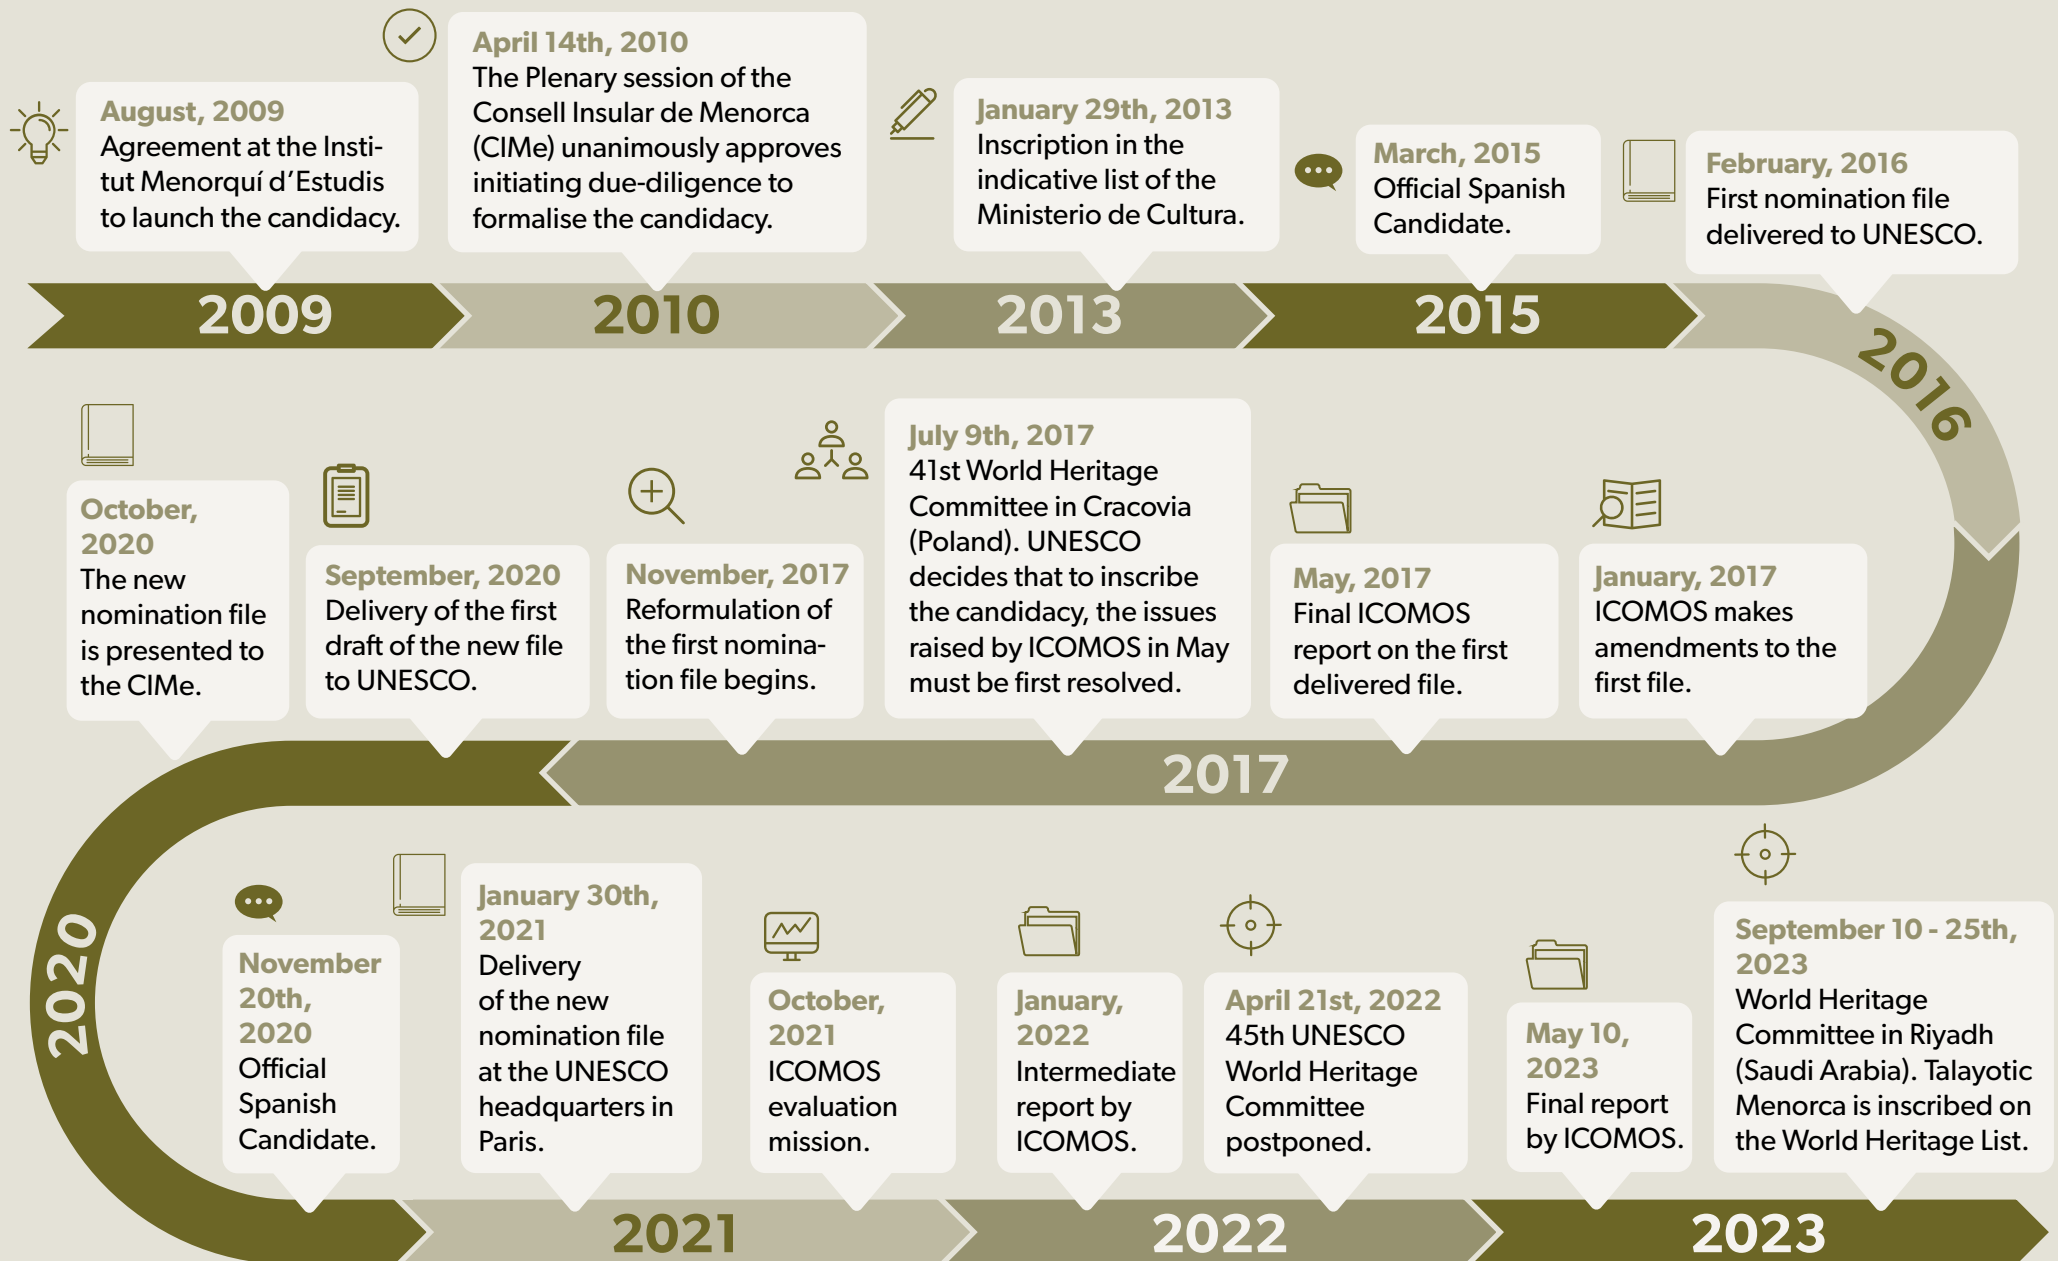 August, 2009
Agreement at the Insti-
tut Menorquí d'Estudis
to launch the candidacy.
April 14th, 2010
The Plenary session of the
Consell Insular de Menorca
(CIMe) unanimously approves
initiating due-diligence to
formalise the candidacy.
January 29th, 2013
Inscription in the
indicative list of the
Ministerio de Cultura.
March, 2015
Official Spanish
Candidate.
February, 2016
First nomination file
delivered to UNESCO.
2009
2010
2013
2015
2016
January, 2017
ICOMOS makes
amendments to the
first file.
May, 2017
Final ICOMOS
report on the first
delivered file.
July 9th, 2017
41st World Heritage
Committee in Cracovia
(Poland). UNESCO
decides that to inscribe
the candidacy, the issues
raised by ICOMOS in May
must be first resolved.
November, 2017
Reformulation of
the first nomina-
tion file begins.
2017
September, 2020
Delivery of the first
draft of the new file
to UNESCO.
October,
2020
The new
nomination file
is presented to
the CIMe.
2020
November
20th,
2020
Official
Spanish
Candidate.
January 30th,
2021
Delivery
of the new
nomination file
at the UNESCO
headquarters in
Paris.
October,
2021
ICOMOS
evaluation
mission.
January,
2022
Intermediate
report by
ICOMOS.
April 21st, 2022
45th UNESCO
World Heritage
Committee
postponed.
May 10,
2023
Final report
by ICOMOS.
September 10 - 25th,
2023
World Heritage
Committee in Riyadh
(Saudi Arabia). Talayotic
Menorca is inscribed on
the World Heritage List.
2021
2022
2023